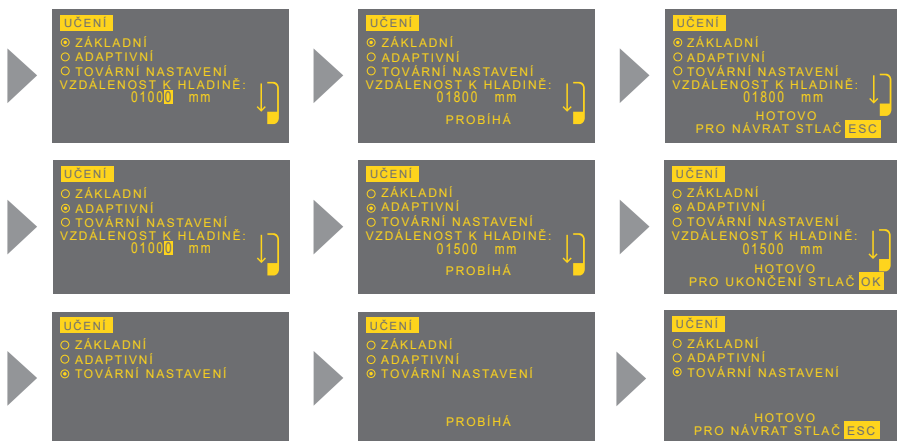 UČENÍ
ZÁKLADNÍ
ADAPTIVNÍ
TOVÁRNÍ NASTAVENÍ
VZDÁLENOST K HLADINĚ:
01000 mm
UČENÍ
ZÁKLADNÍ
ADAPTIVNÍ
TOVÁRNÍ NASTAVENÍ
VZDÁLENOST K HLADINĚ:
01800 mm
PROBÍHÁ
UČENÍ
ZÁKLADNÍ
ADAPTIVNÍ
TOVÁRNÍ NASTAVENÍ
VZDÁLENOST K HLADINĚ:
01800 mm
HOTOVO
PRO NÁVRAT STLAČ ESC
UČENÍ
ZÁKLADNÍ
ADAPTIVNÍ
TOVÁRNÍ NASTAVENÍ
VZDÁLENOST K HLADINĚ:
01000 mm
UČENÍ
ZÁKLADNÍ
ADAPTIVNÍ
TOVÁRNÍ NASTAVENÍ
VZDÁLENOST K HLADINĚ:
01500 mm
PROBÍHÁ
UČENÍ
ZÁKLADNÍ
ADAPTIVNÍ
TOVÁRNÍ NASTAVENÍ
VZDÁLENOST K HLADINĚ:
01500 mm
HOTOVO
PRO UKONČENÍ STLAČ OK
UČENÍ
ZÁKLADNÍ
ADAPTIVNÍ
TOVÁRNÍ NASTAVENÍ
UČENÍ
ZÁKLADNÍ
ADAPTIVNÍ
TOVÁRNÍ NASTAVENÍ
PROBÍHÁ
UČENÍ
ZÁKLADNÍ
ADAPTIVNÍ
TOVÁRNÍ NASTAVENÍ
HOTOVO
PRO NÁVRAT STLAČ ESC